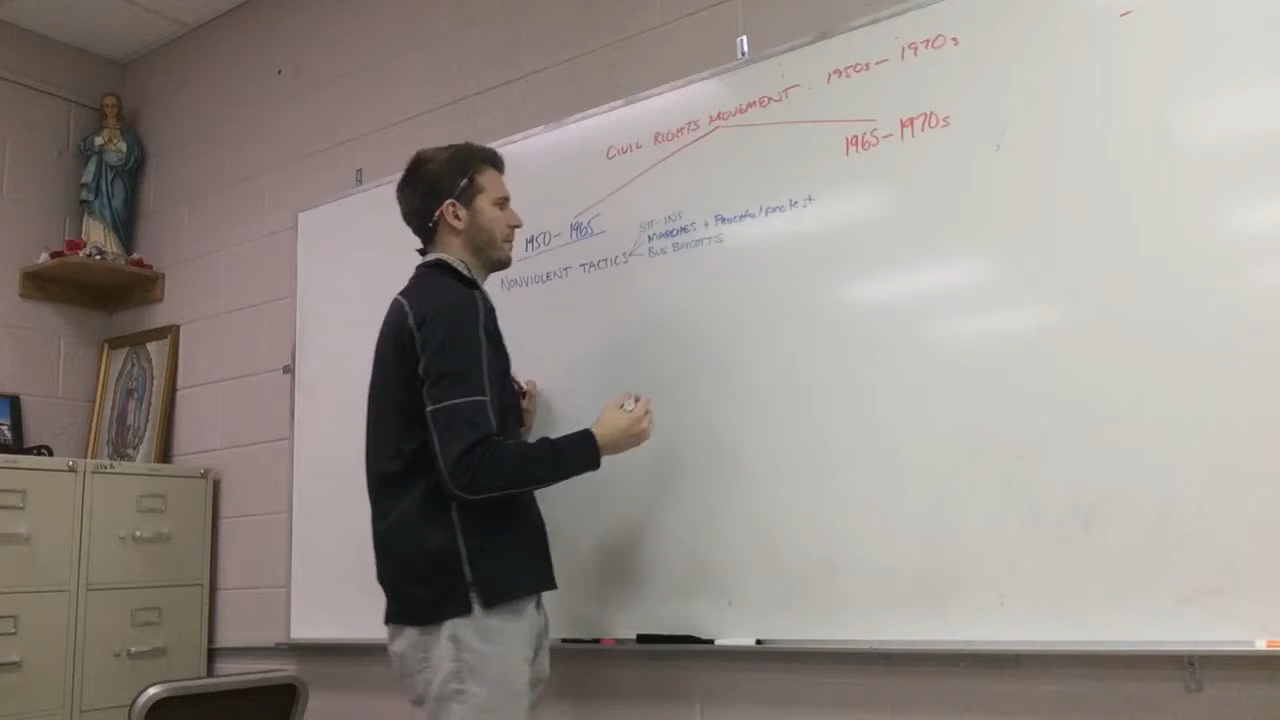 CIVIL RIGHTS MOVEMENT - 1950s - 1970s
1965 - 1970s
1950 - 1965
NONVIOLENT TACTICS
SIT-INS
MARCHES + Peaceful protest
BUS BOYCOTTS